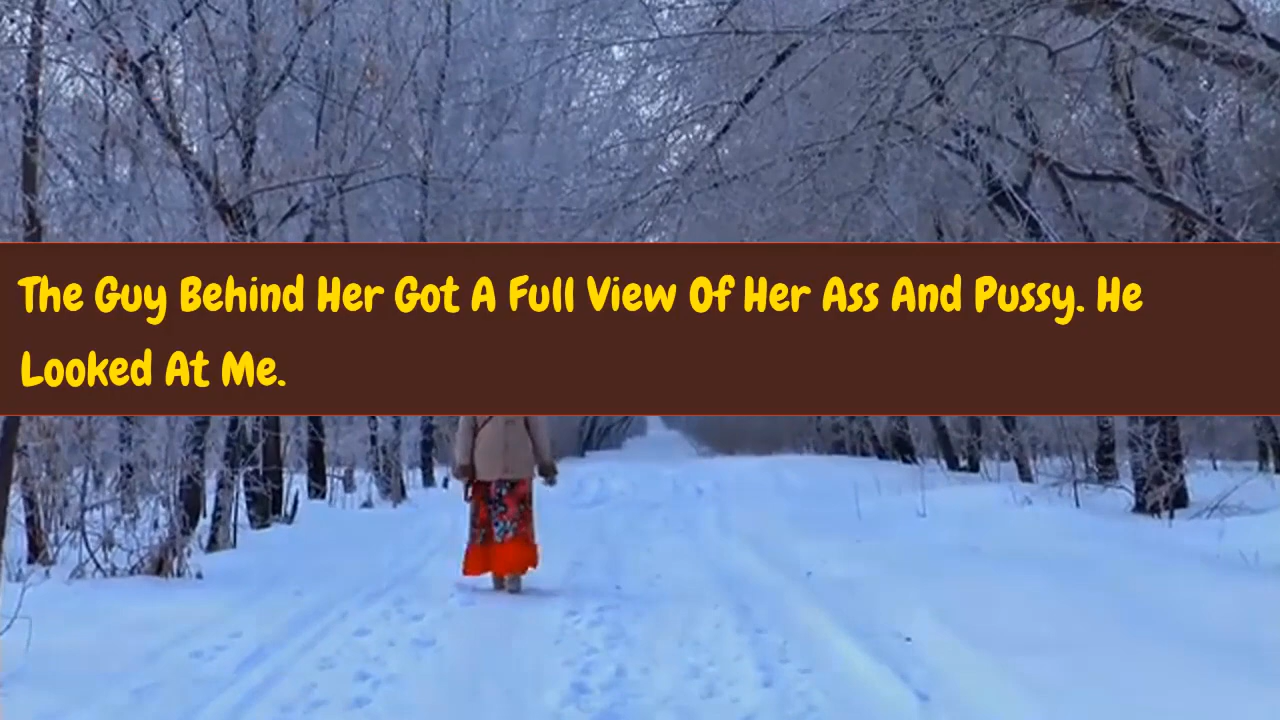 The Guy Behind Her Got A Full View Of Her Ass And Pussy. He
Looked At Me.